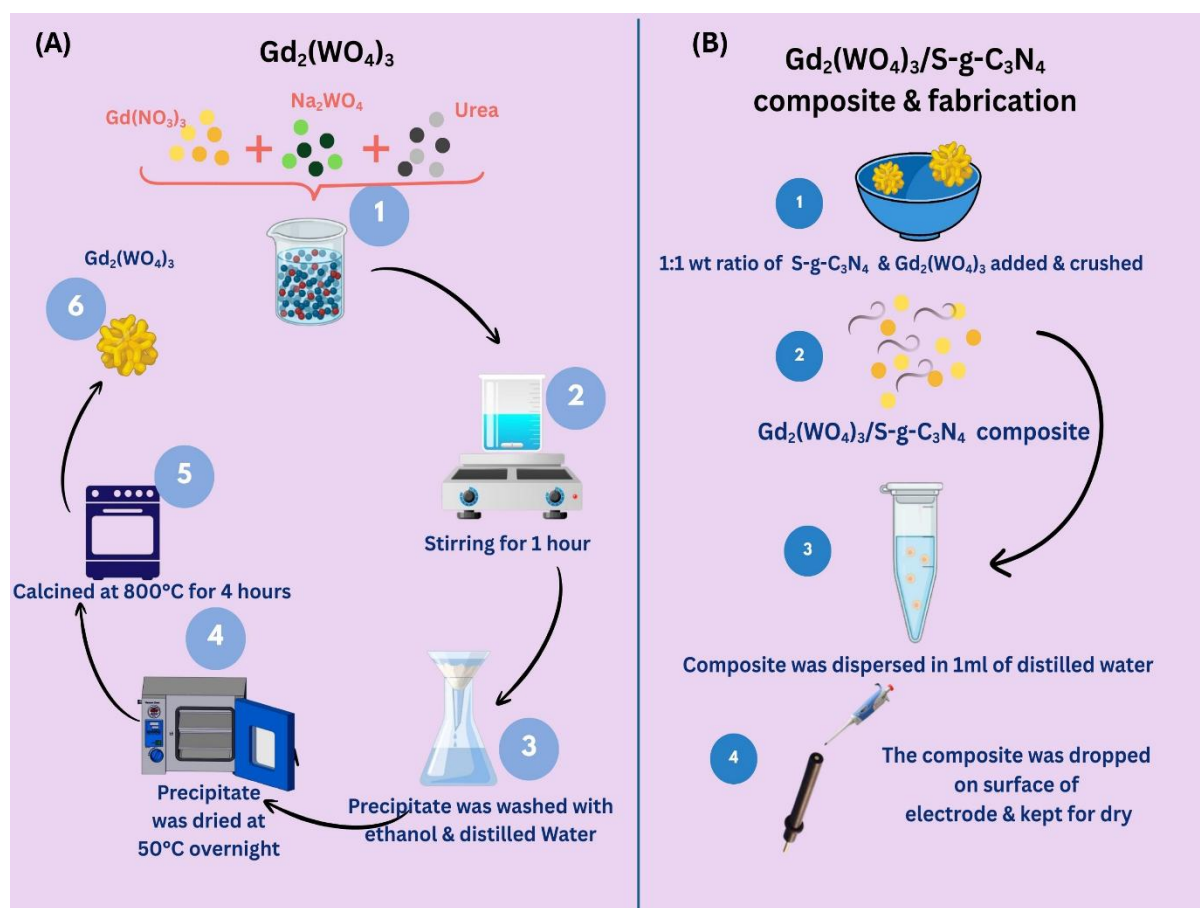 (A)
Gd₂(WO₄)₃
Gd(NO₃)₃
+
Na₂WO₄
+
Urea
1
2
Stirring for 1 hour
3
Precipitate was washed with
ethanol & distilled Water
4
Precipitate
was dried at
50°C overnight
5
Calcined at 800°C for 4 hours
6
Gd₂(WO₄)₃
(B)
Gd₂(WO₄)₃/S-g-C₃N₄
composite & fabrication
1
1:1 wt ratio of S-g-C₃N₄ & Gd₂(WO₄)₃ added & crushed
2
Gd₂(WO₄)₃/S-g-C₃N₄ composite
3
Composite was dispersed in 1ml of distilled water
4
The composite was dropped
on surface of
electrode & kept for dry